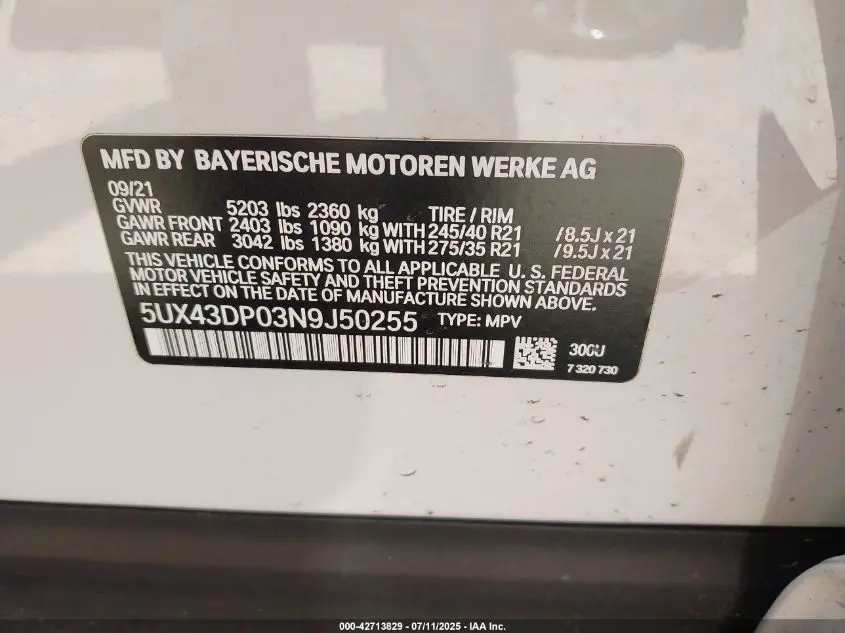 MFD BY BAYERISCHE MOTOREN WERKE AG
09/21
GVWR 5203 lbs 2360 kg TIRE / RIM
GAWR FRONT 2403 lbs 1090 kg WITH 245/40 R21 /8.5J x 21
GAWR REAR 3042 lbs 1380 kg WITH 275/35 R21 /9.5J x 21
THIS VEHICLE CONFORMS TO ALL APPLICABLE U. S. FEDERAL
MOTOR VEHICLE SAFETY AND THEFT PREVENTION STANDARDS
IN EFFECT ON THE DATE OF MANUFACTURE SHOWN ABOVE.
5UX43DP03N9J50255 TYPE: MPV
300U
7 320 730
000-42713829 - 07/11/2025 - IAA Inc.